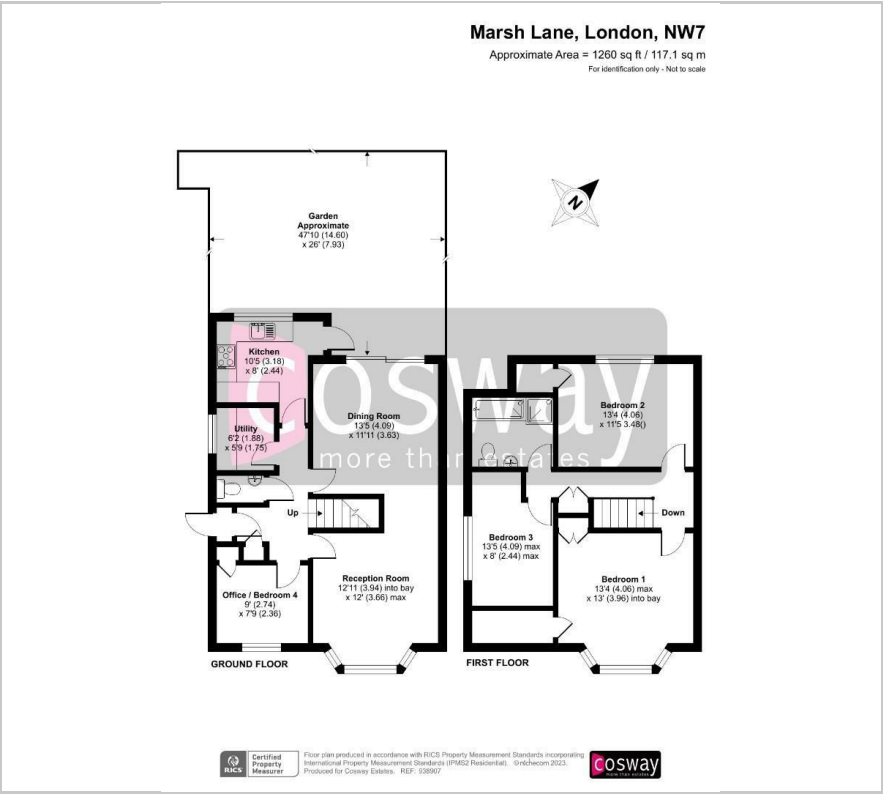 Marsh Lane, London, NW7
Approximate Area = 1260 sq ft / 117.1 sq m
For identification only - Not to scale
N
Garden
Approximate
47'10 (14.60)
x 26' (7.93)
Kitchen
10'5 (3.18)
x 8' (2.44)
Utility
6'2 (1.88)
x 5'9 (1.75)
Dining Room
13'5 (4.09)
x 11'11 (3.63)
Up
Reception Room
12'11 (3.94) into bay
x 12' (3.66) max
Office / Bedroom 4
9' (2.74)
x 7'9 (2.36)
GROUND FLOOR
Bedroom 2
13'4 (4.06)
x 11'5 3.48()
Down
Bedroom 3
13'5 (4.09) max
x 8' (2.44) max
Bedroom 1
13'4 (4.06) max
x 13' (3.96) into bay
FIRST FLOOR
cosway
more than estates
RICS
Certified
Property
Measurer
Floor plan produced in accordance with RICS Property Measurement Standards incorporating
International Property Measurement Standards (IPMS2 Residential). © nichecom 2023.
Produced for Cosway Estates. REF: 938907
cosway
more than estates